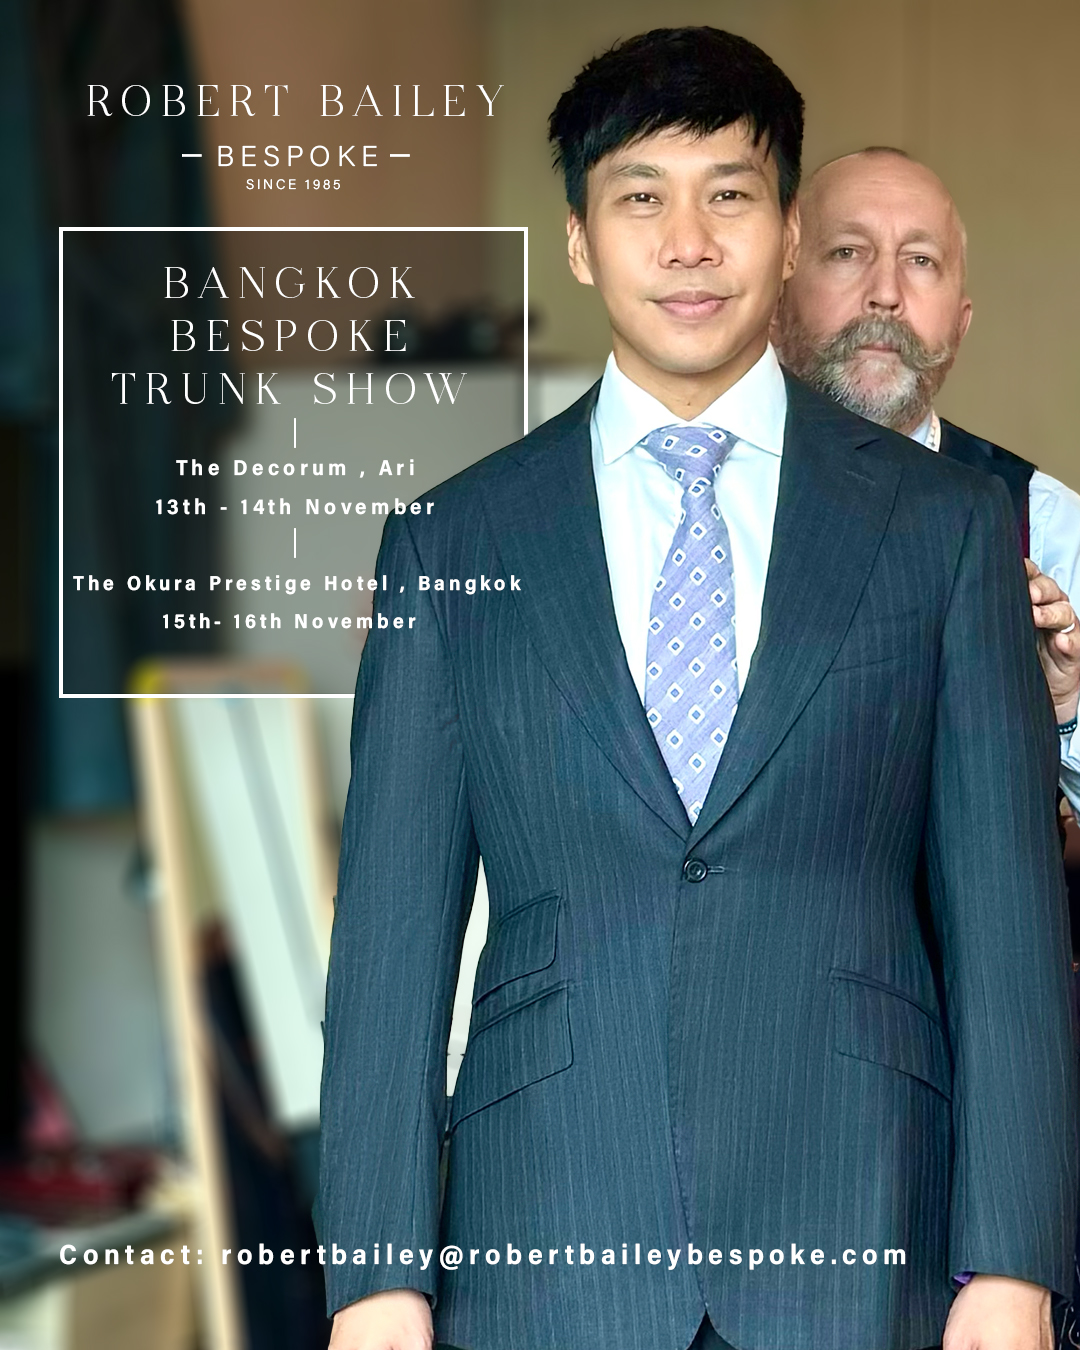 ROBERT BAILEY
— BESPOKE —
SINCE 1985
BANGKOK
BESPOKE
TRUNK SHOW
The Decorum , Ari
13th - 14th November
The Okura Prestige Hotel , Bangkok
15th- 16th November
Contact: robertbailey@robertbaileybespoke.com